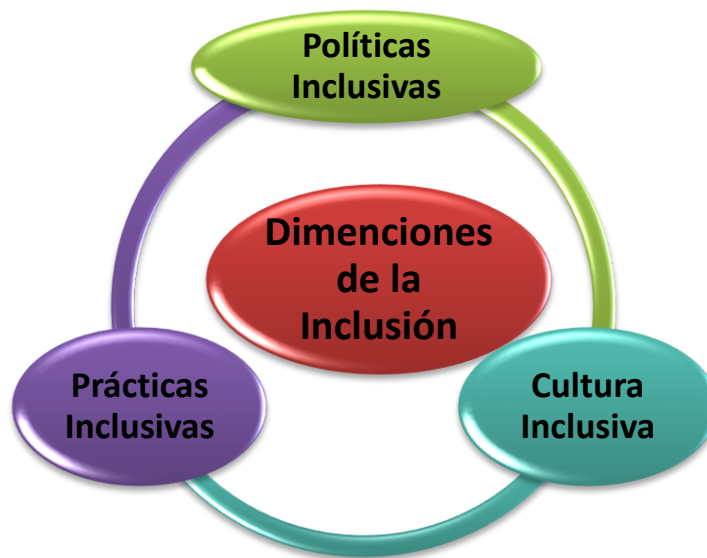 Políticas
Inclusivas
Dimenciones
de la
Inclusión
Prácticas
Inclusivas
Cultura
Inclusiva